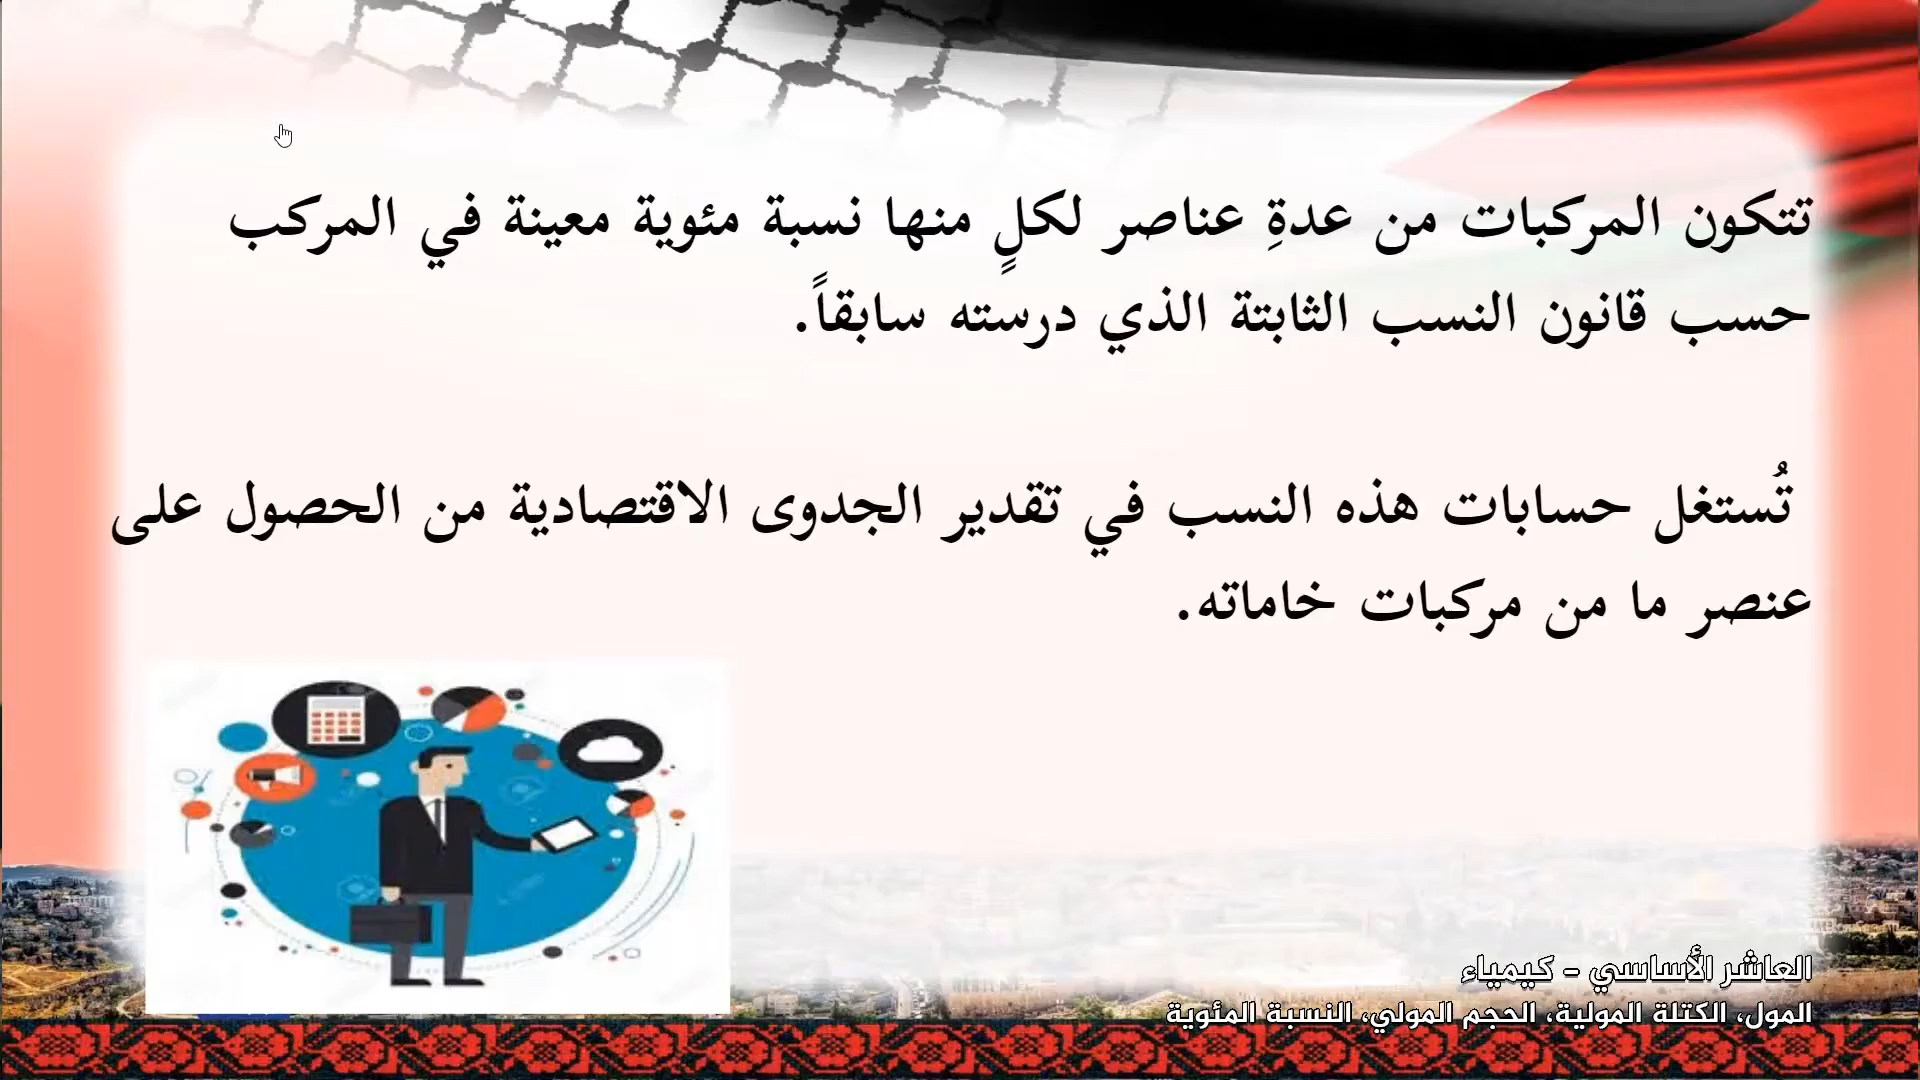 تتكون المركبات من عدةِ عناصر لكلٍ منها نسبة مئوية معينة في المركب
حسب قانون النسب الثابتة الذي درسته سابقاً.
تُستغل حسابات هذه النسب في تقدير الجدوى الاقتصادية من الحصول على
عنصر ما من مركبات خاماته.
العاشر الأساسي - كيمياء
المول، الكتلة المولية، الحجم المولي، النسبة المئوية